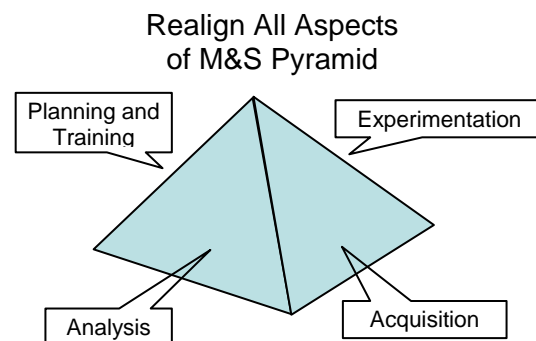 Realign All Aspects
of M&S Pyramid
Planning and
Training
Experimentation
Analysis
Acquisition